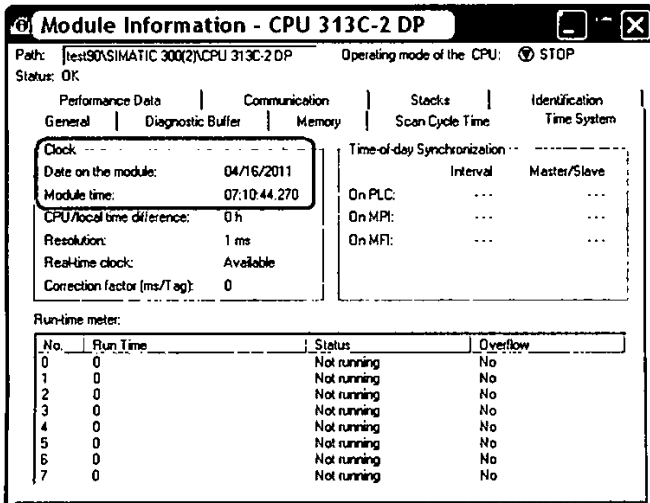 Module Information - CPU 313C-2 DP
Path: test90\SIMATIC 300(2)\CPU 313C-2 DP Operating mode of the CPU: STOP
Status: OK
Performance Data Communication Stacks Identification
General Diagnostic Buffer Memory Scan Cycle Time Time System
Clock Time-of-day Synchronization
Interval Master/Slave
Date on the module: 04/16/2011
Module time: 07:10:44.270 On PLC: --- ---
CPU/local time difference: 0 h On MPI: --- ---
Resolution: 1 ms On MFI: --- ---
Real-time clock: Available
Correction factor (ms/Tag): 0
Run-time meter:
No. Run Time Status Overflow
0 0 Not running No
1 0 Not running No
2 0 Not running No
3 0 Not running No
4 0 Not running No
5 0 Not running No
6 0 Not running No
7 0 Not running No